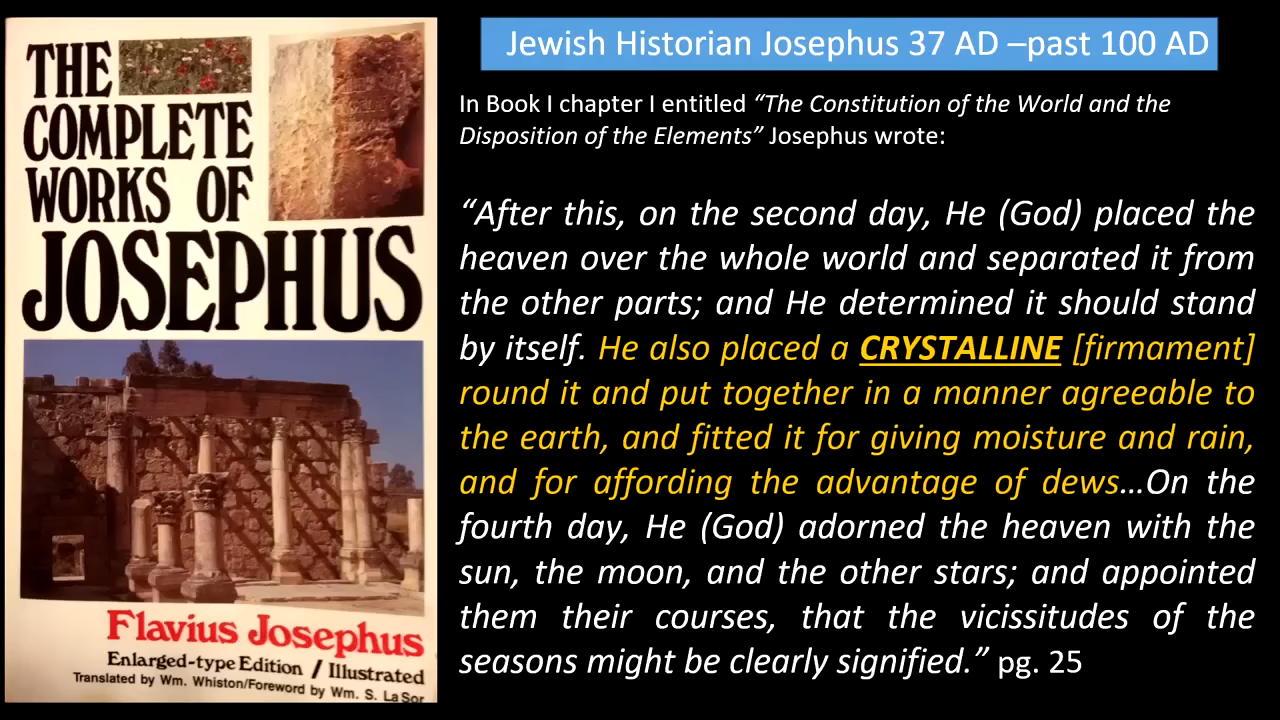 THE
COMPLETE
WORKS OF
JOSEPHUS
Flavius Josephus
Enlarged-type Edition / Illustrated
Translated by Wm. Whiston/Foreword by Wm. S. LaSor
Jewish Historian Josephus 37 AD –past 100 AD
In Book I chapter I entitled “The Constitution of the World and the
Disposition of the Elements” Josephus wrote:
“After this, on the second day, He (God) placed the
heaven over the whole world and separated it from
the other parts; and He determined it should stand
by itself. He also placed a CRYSTALLINE [firmament]
round it and put together in a manner agreeable to
the earth, and fitted it for giving moisture and rain,
and for affording the advantage of dews…On the
fourth day, He (God) adorned the heaven with the
sun, the moon, and the other stars; and appointed
them their courses, that the vicissitudes of the
seasons might be clearly signified.” pg. 25